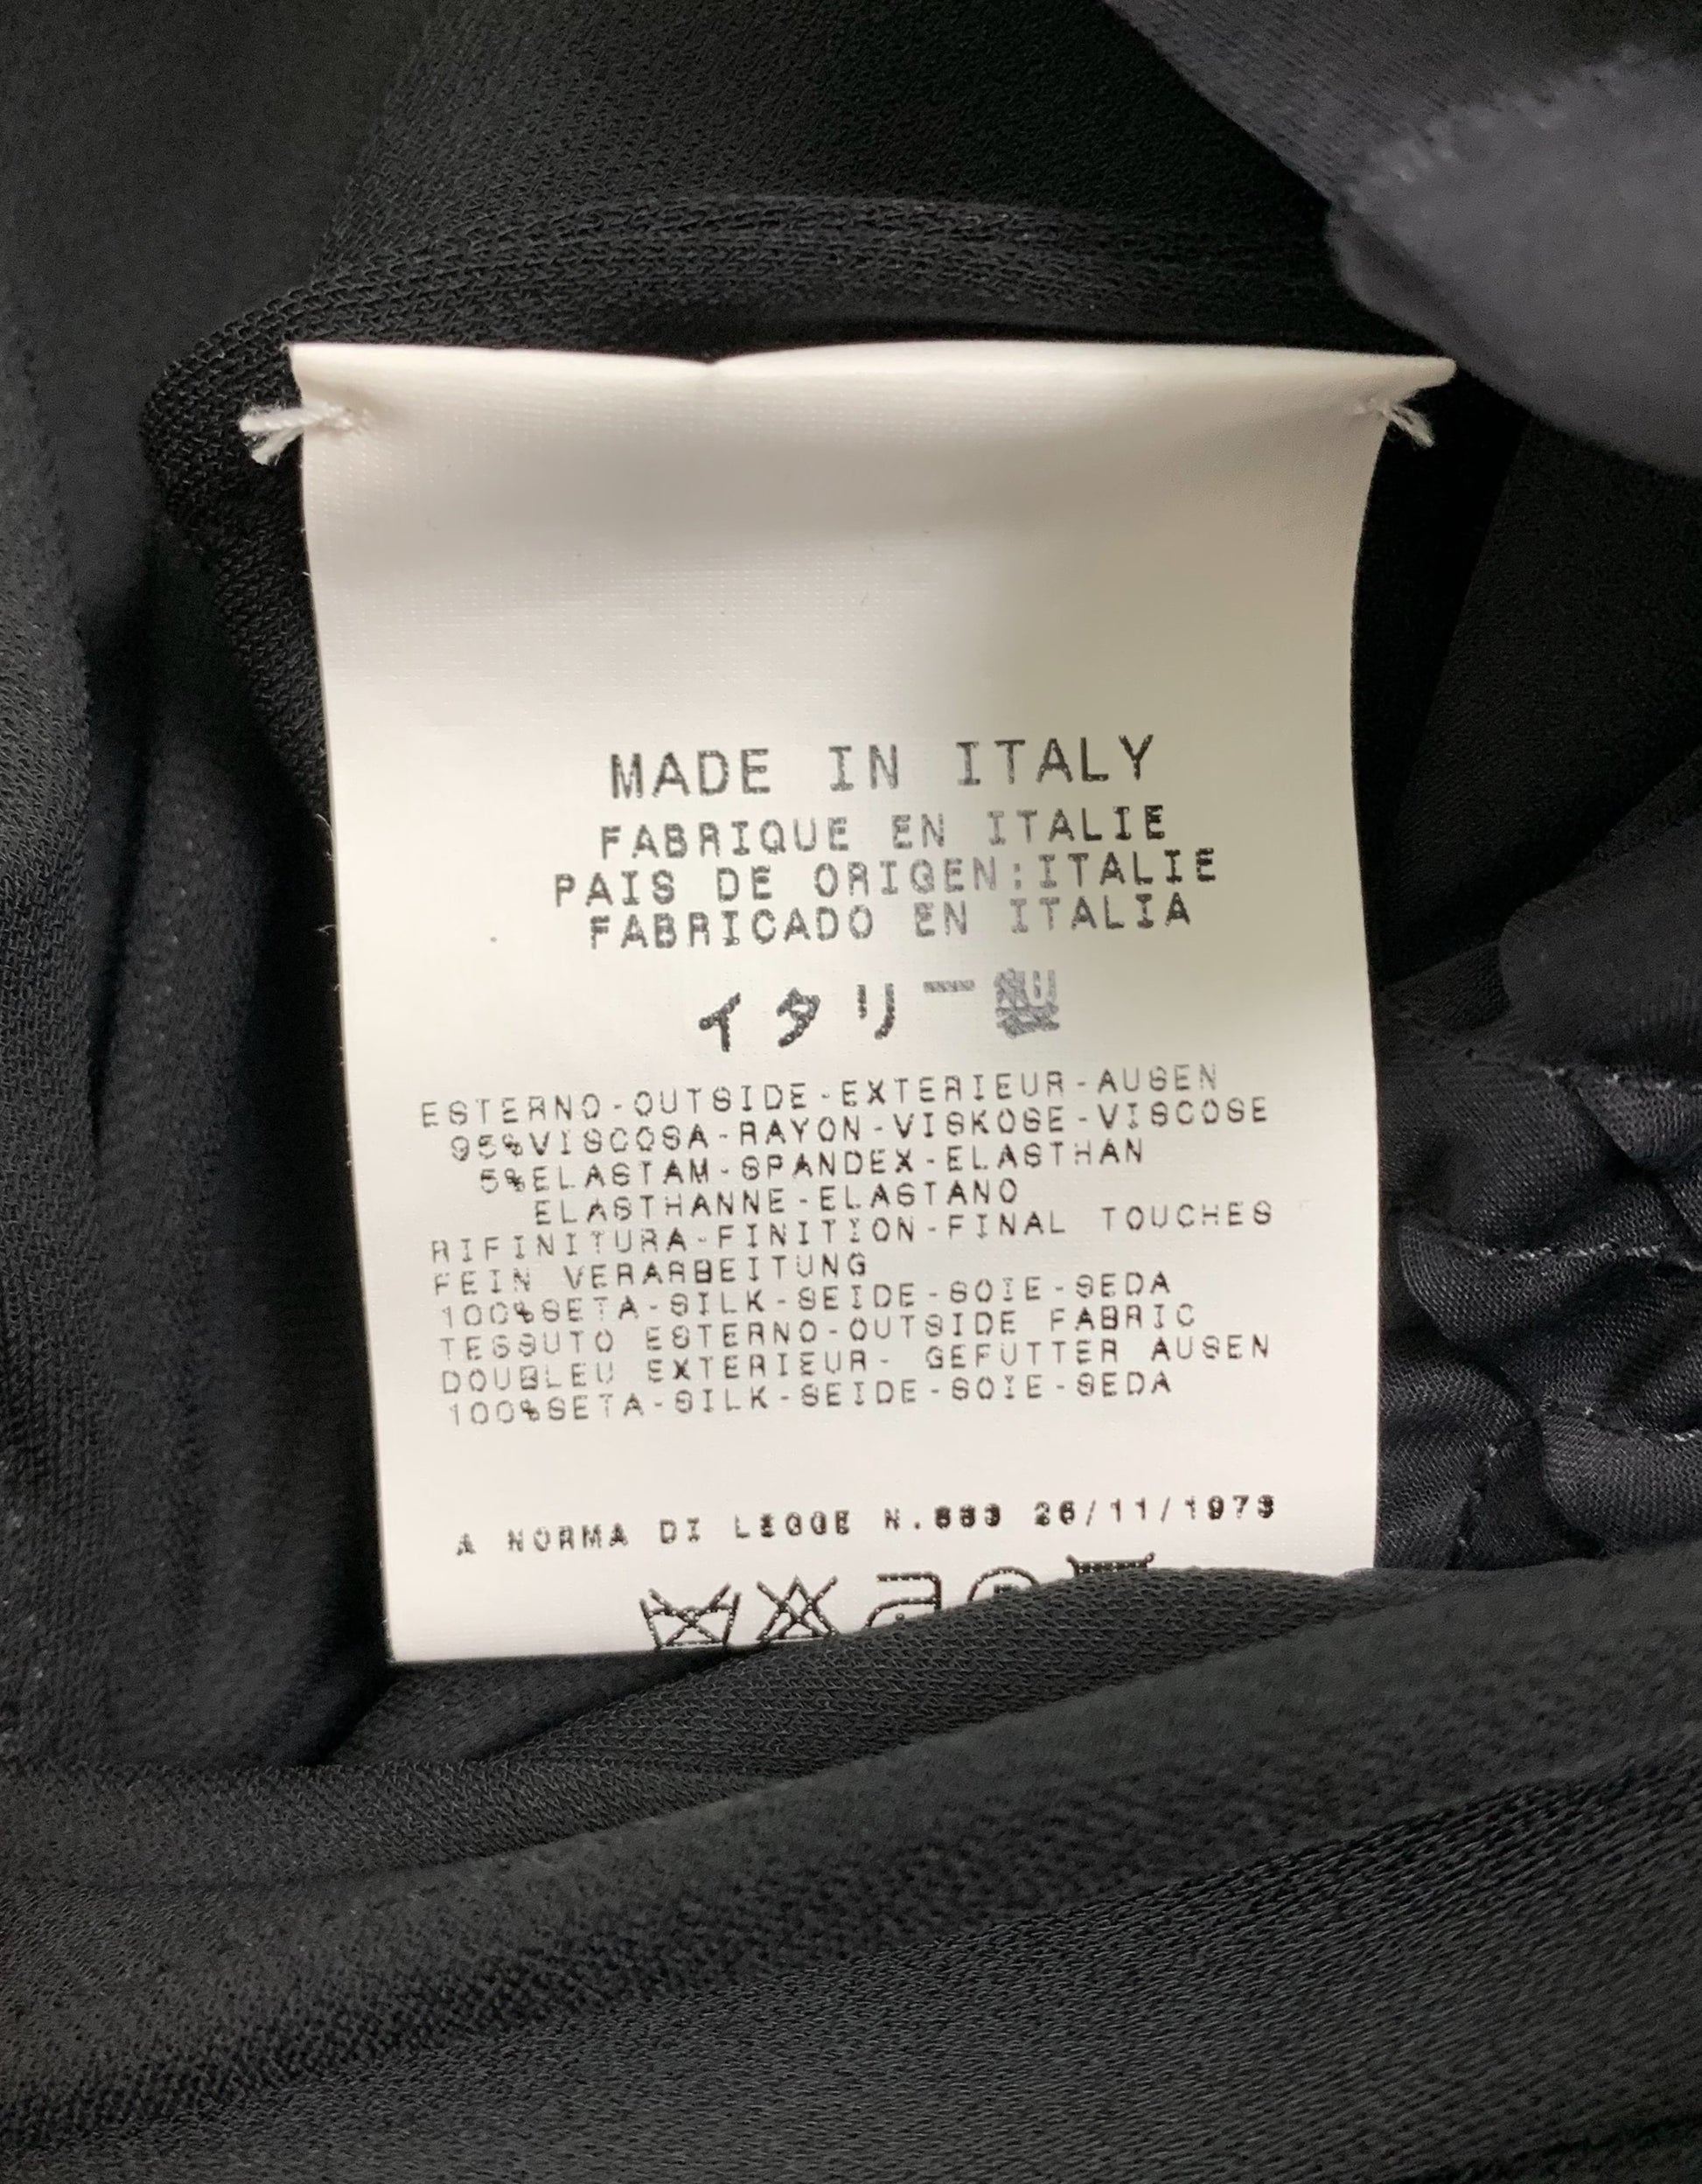 MADE IN ITALY
FABRIQUE EN ITALIE
PAIS DE ORIGEN:ITALIE
FABRICADO EN ITALIA
イタリー製
ESTERNO-OUTSIDE-EXTERIEUR-AUSEN
95%VISCOSA-RAYON-VISKOSE-VISCOSE
5%ELASTAM-SPANDEX-ELASTHAN
ELASTHANNE-ELASTANO
RIFINITURA-FINITION-FINAL TOUCHES
FEIN VERARBEITUNG
100%SETA-SILK-SEIDE-SOIE-SEDA
TESSUTO ESTERNO-OUTSIDE FABRIC
DOUBLEU EXTERIEUR- GEFUTTER AUSEN
100%SETA-SILK-SEIDE-SOIE-SEDA
A NORMA DI LEGGE N.883 26/11/1973